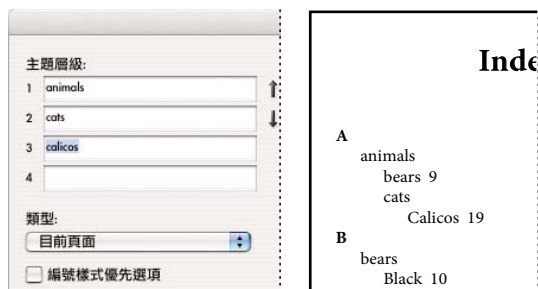 主題層級:
1 animals
2 cats
3 calicos
4
類型:
目前頁面
編號樣式優先選項
Inde
A
animals
bears 9
cats
Calicos 19
B
bears
Black 10